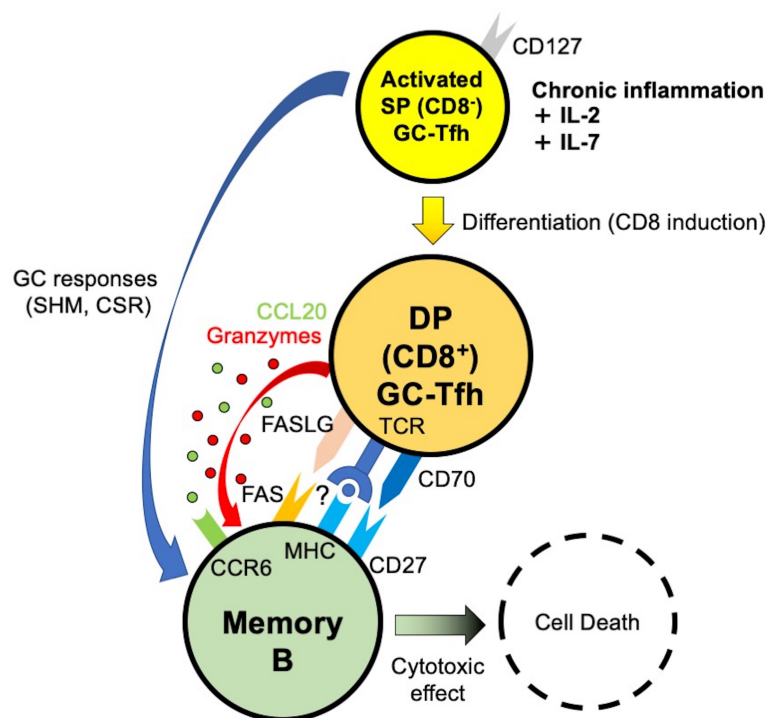 CD127
Activated
SP (CD8⁻)
GC-Tfh
Chronic inflammation
+ IL-2
+ IL-7
Differentiation (CD8 induction)
GC responses
(SHM, CSR)
CCL20
Granzymes
DP
(CD8⁺)
GC-Tfh
FASLG
TCR
CD70
FAS
?
MHC
CCR6
CD27
Memory
B
Cytotoxic
effect
Cell Death